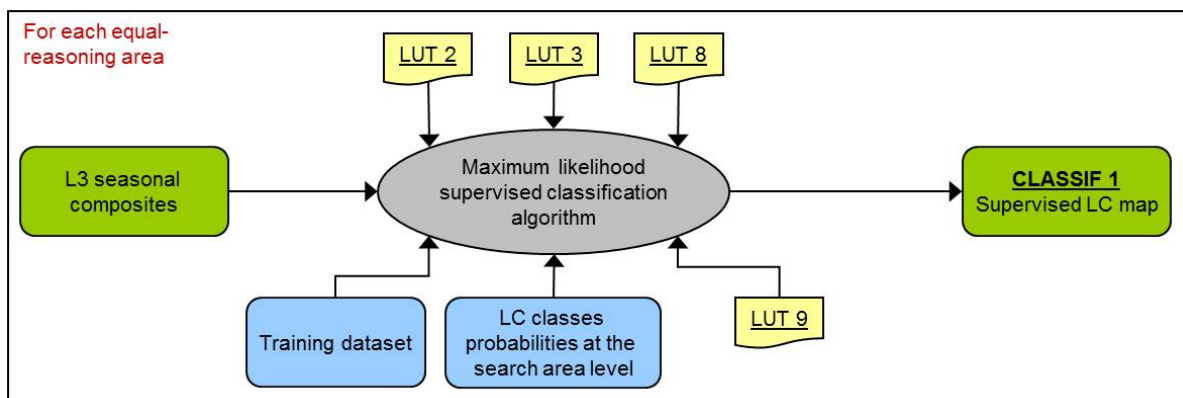 For each equal-
reasoning area
LUT 2
LUT 3
LUT 8
L3 seasonal
composites
Maximum likelihood
supervised classification
algorithm
CLASSIF 1
Supervised LC map
Training dataset
LC classes
probabilities at the
search area level
LUT 9